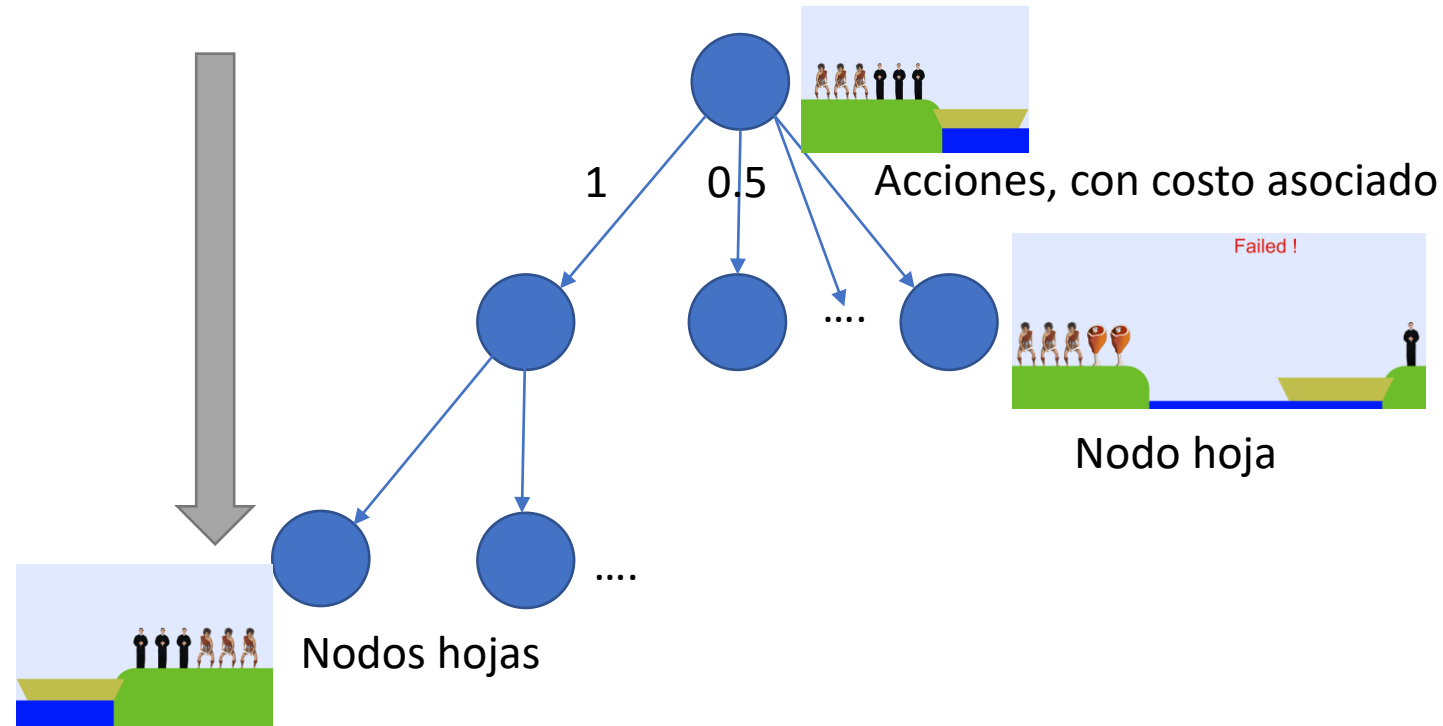 1
0.5
Acciones, con costo asociado
Failed !
....
Nodo hoja
....
Nodos hojas